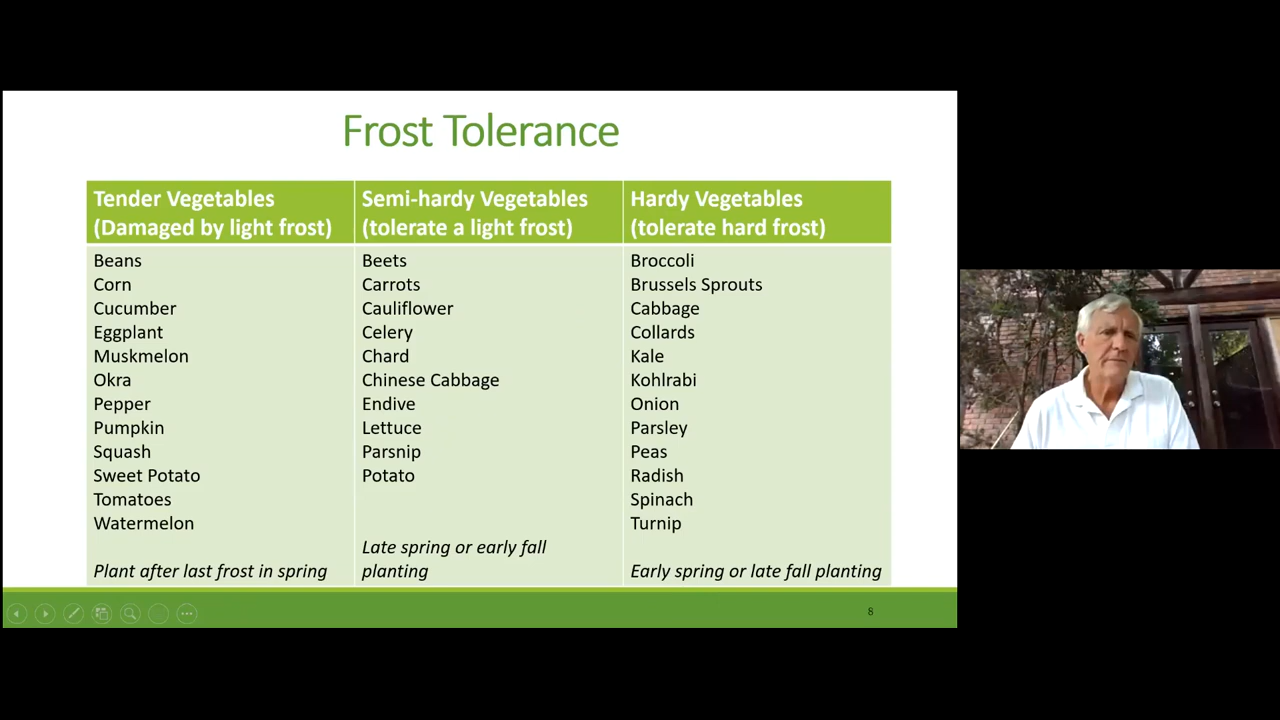 Frost Tolerance
Tender Vegetables
(Damaged by light frost)
Beans
Corn
Cucumber
Eggplant
Muskmelon
Okra
Pepper
Pumpkin
Squash
Sweet Potato
Tomatoes
Watermelon
Plant after last frost in spring
Semi-hardy Vegetables
(tolerate a light frost)
Beets
Carrots
Cauliflower
Celery
Chard
Chinese Cabbage
Endive
Lettuce
Parsnip
Potato
Late spring or early fall
planting
Hardy Vegetables
(tolerate hard frost)
Broccoli
Brussels Sprouts
Cabbage
Collards
Kale
Kohlrabi
Onion
Parsley
Peas
Radish
Spinach
Turnip
Early spring or late fall planting
8